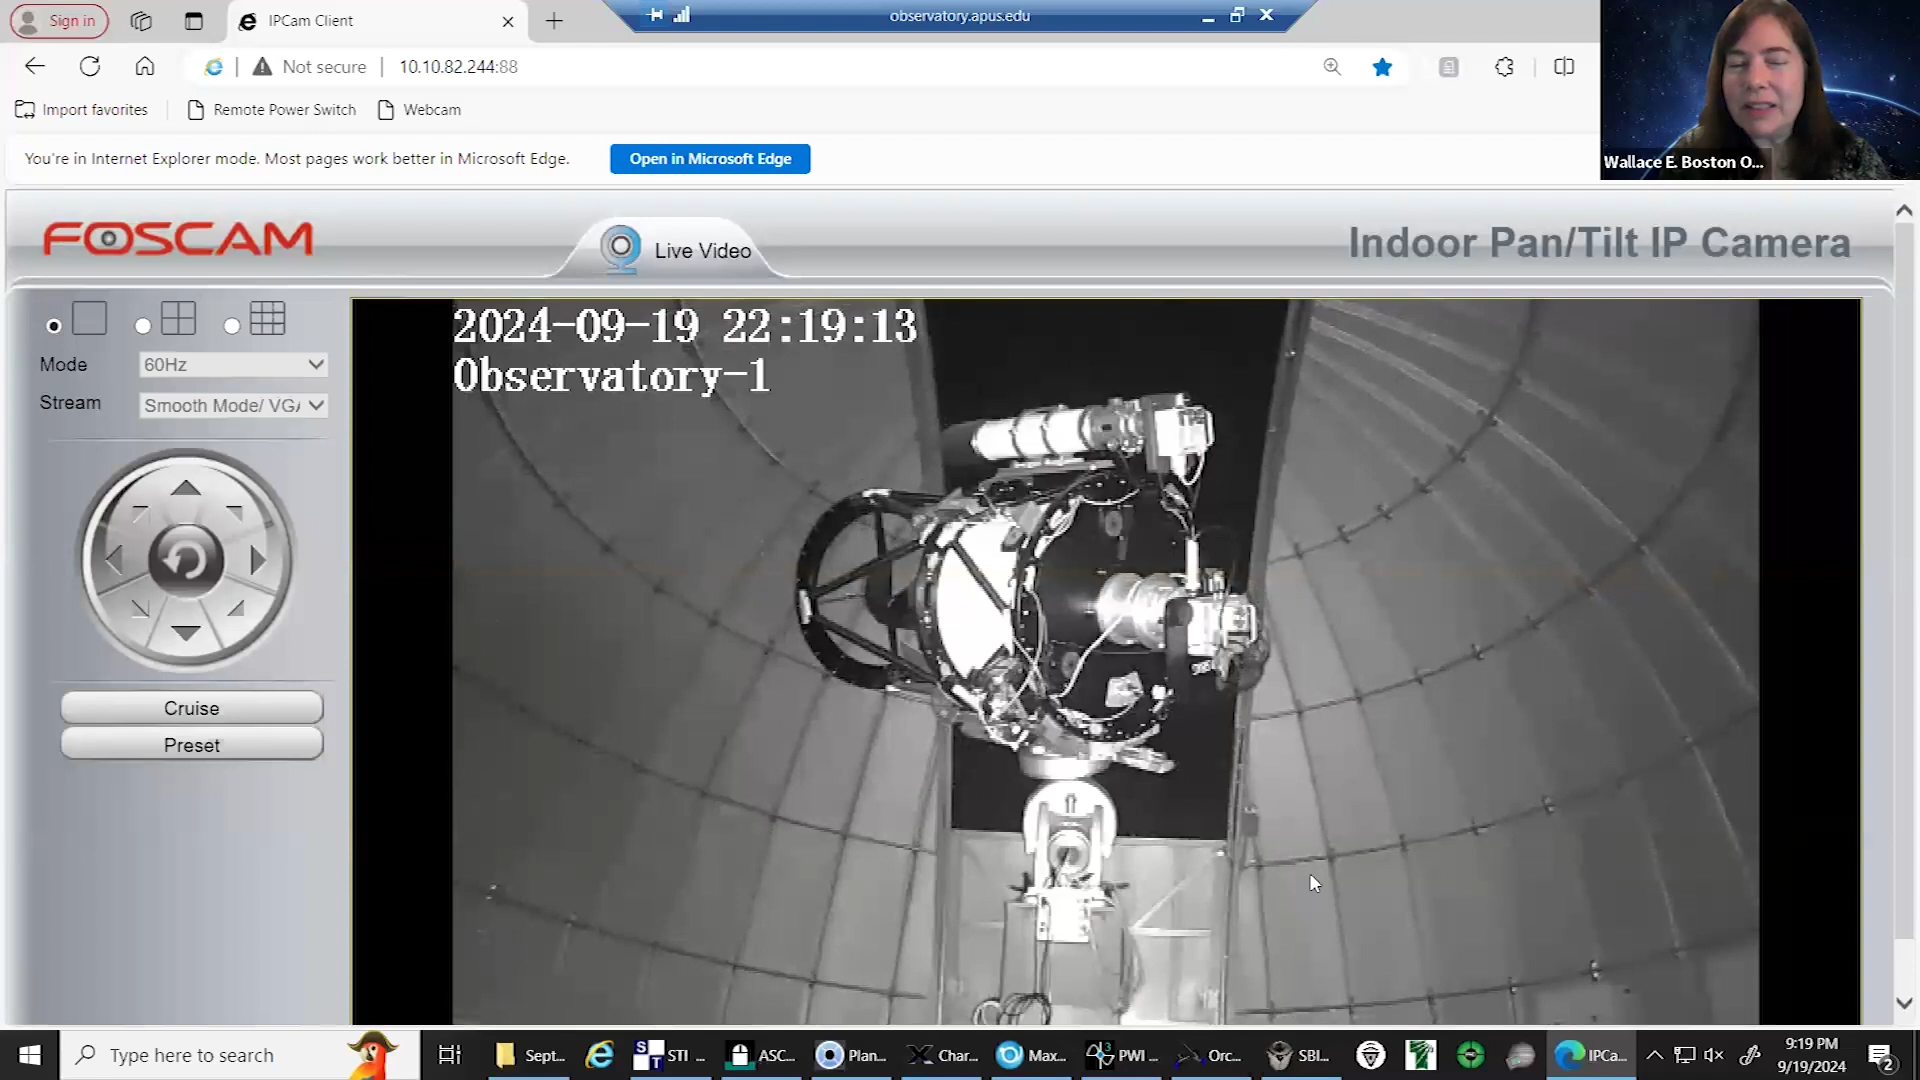 Sign in
IPCam Client
observatory.apus.edu
Not secure
10.10.82.244:88
Import favorites
Remote Power Switch
Webcam
You're in Internet Explorer mode. Most pages work better in Microsoft Edge.
Open in Microsoft Edge
Wallace E. Boston O...
FOSCAM
Live Video
Indoor Pan/Tilt IP Camera
2024-09-19 22:19:13
Observatory-1
Mode
60Hz
Stream
Smooth Mode/ VGA
Cruise
Preset
Type here to search
Sept...
STI ...
ASC...
Plan...
Char...
Max...
PWI ...
Orc...
SBI...
IPCa...
9:19 PM
9/19/2024
2